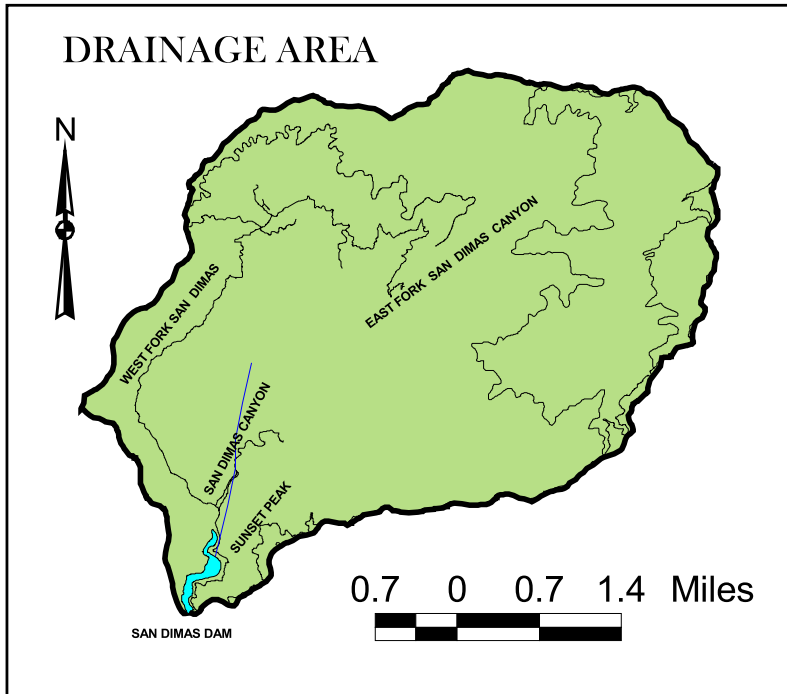 DRAINAGE AREA
N
WEST FORK SAN DIMAS
EAST FORK SAN DIMAS CANYON
SAN DIMAS CANYON
SUNSET PEAK
0.7 0 0.7 1.4 Miles
SAN DIMAS DAM